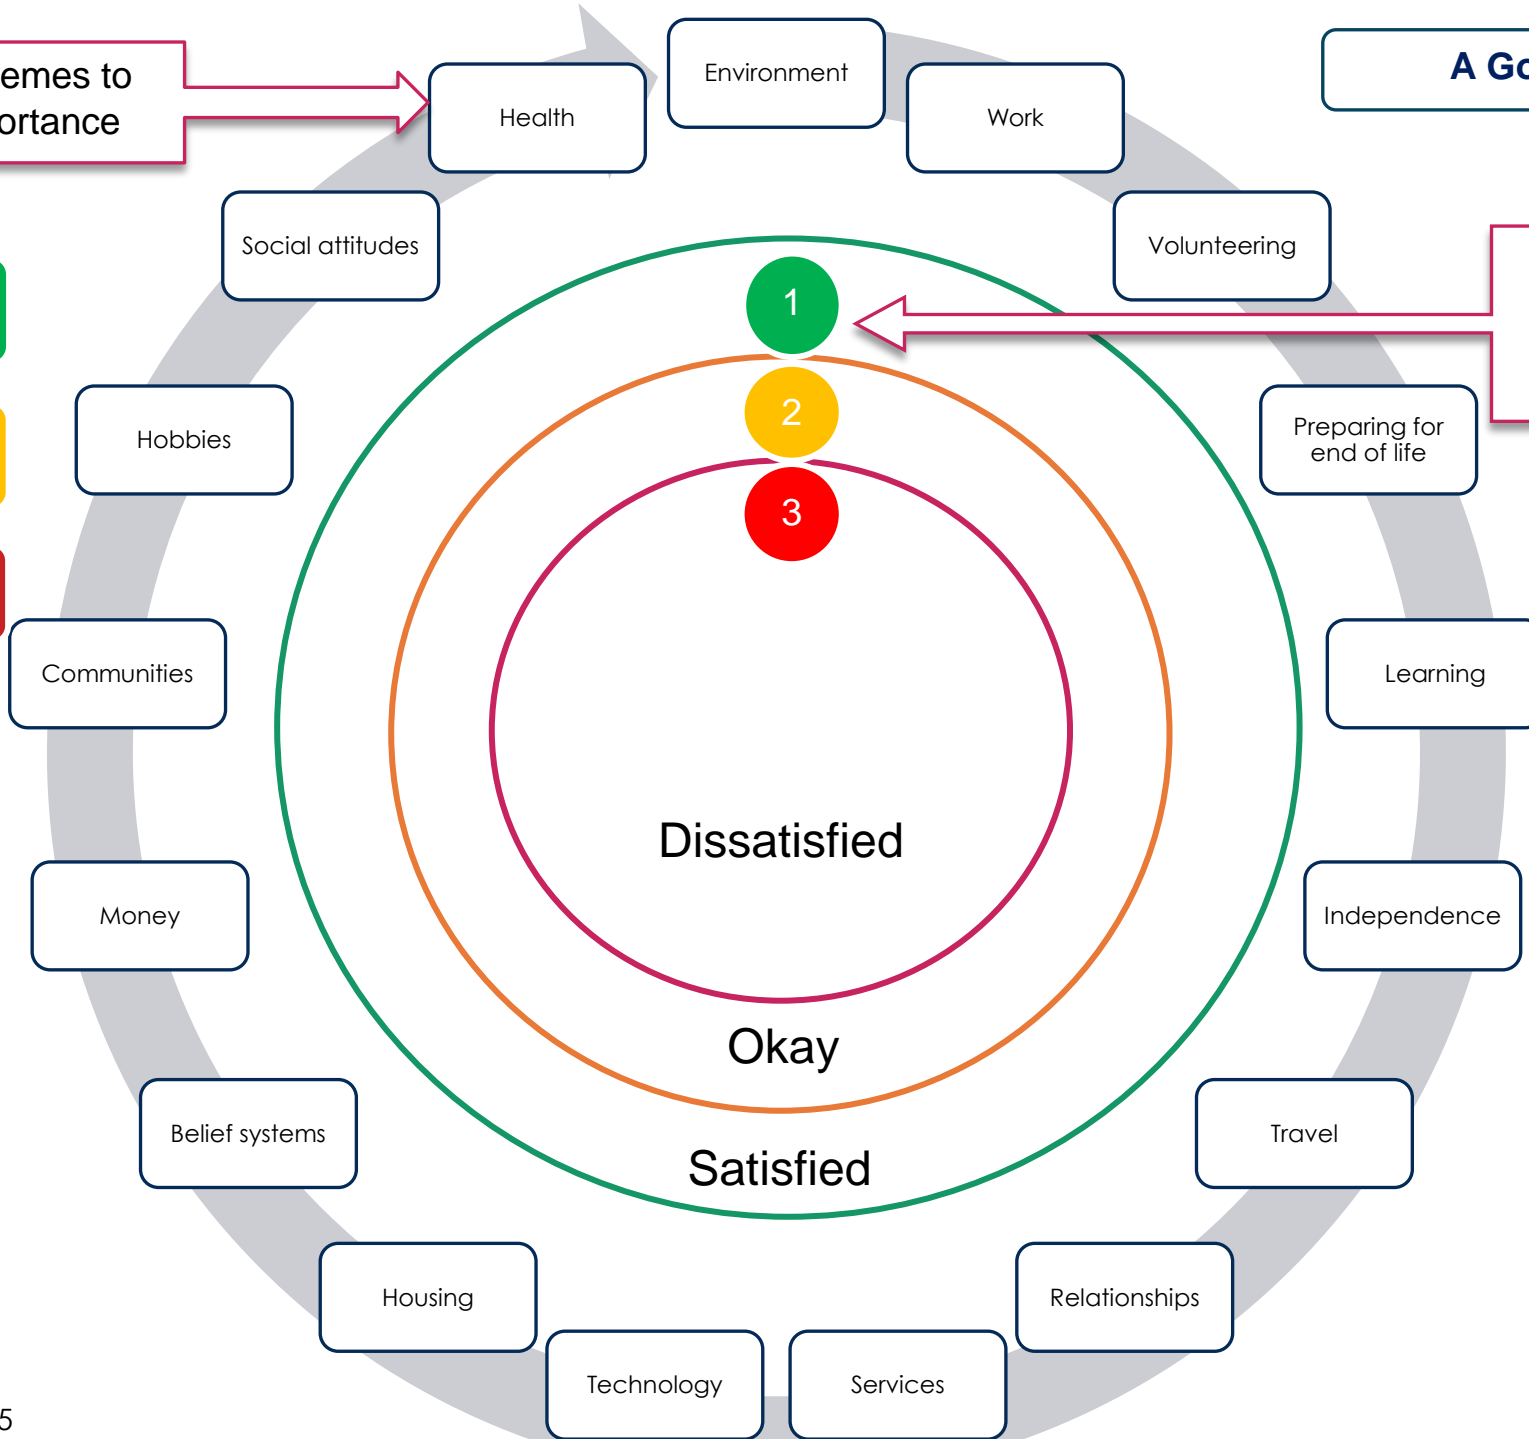 emes to
ortance
Environment
A Go
Health
Work
Social attitudes
Volunteering
1
2
Hobbies
Preparing for
end of life
3
Communities
Learning
Dissatisfied
Money
Independence
Okay
Belief systems
Travel
Satisfied
Housing
Relationships
Technology
Services
5